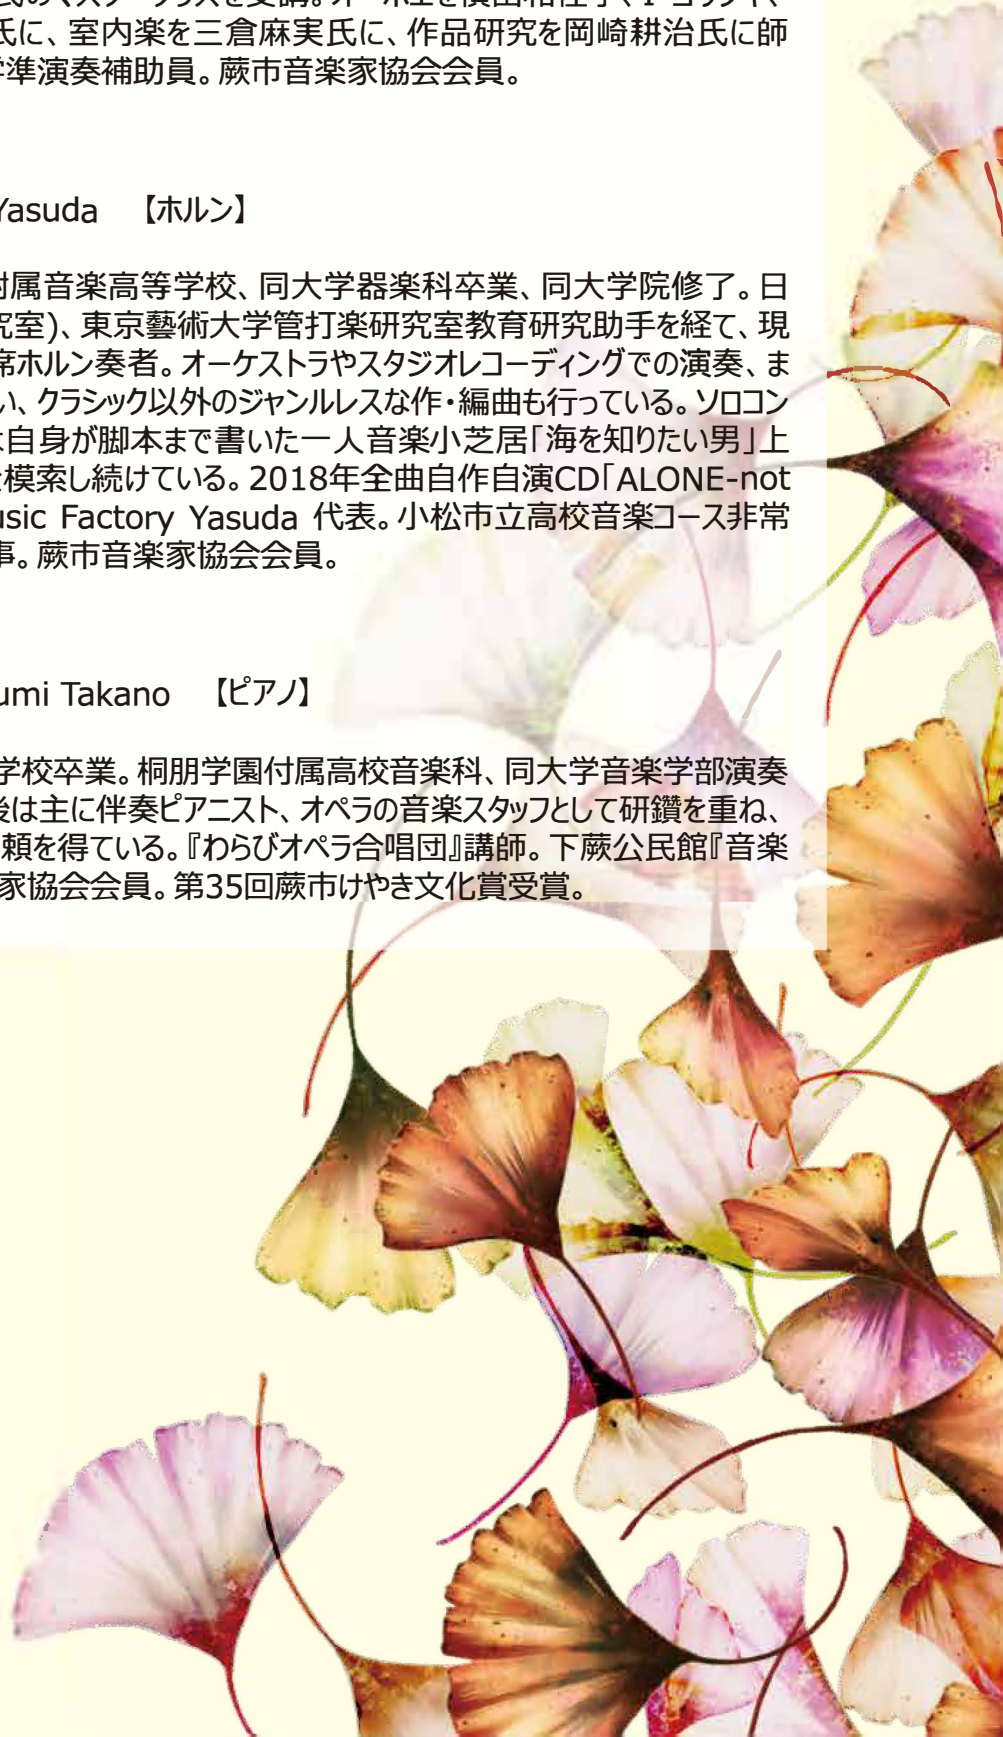 のマスタークラスを受講。オーボエを
氏に、室内楽を三倉麻実氏に、作品研究を岡崎耕治氏に師
準演奏補助員。蕨市音楽家協会会員。
Yasuda 【ホルン】
附属音楽高等学校、同大学器楽科卒業、同大学院修了。日
究室)、東京藝術大学管打楽研究室教育研究助手を経て、現
席ホルン奏者。オーケストラやスタジオレコーディングでの演奏、ま
い、クラシック以外のジャンルレスな作・編曲も行っている。ソロコン
は自身が脚本まで書いた一人音楽小芝居「海を知りたい男」上
を模索し続けている。2018年全曲自作自演CD「ALONE-not
usic Factory Yasuda 代表。小松市立高校音楽コース非常
事。蕨市音楽家協会会員。
umi Takano 【ピアノ】
学校卒業。桐朋学園付属高校音楽科、同大学音楽学部演奏
後は主に伴奏ピアニスト、オペラの音楽スタッフとして研鑽を重ね、
頼を得ている。『わらびオペラ合唱団』講師。下蕨公民館『音楽
家協会会員。第35回蕨市けやき文化賞受賞。